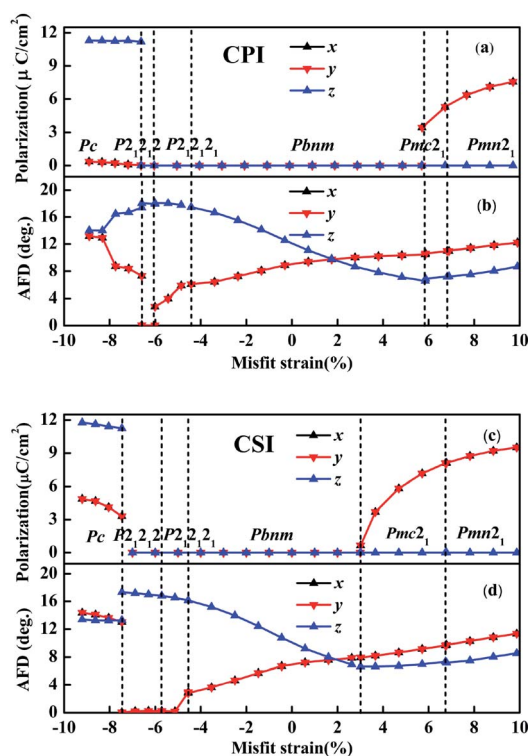 12
9
6
3
0
Polarization( μ C/cm²)
CPI
x
y
z
(a)
Pc P2₁2₁2 P2₁2₁2₁ Pbnm Pmc2₁ Pmn2₁
20
16
12
8
4
0
AFD (deg.)
x
y
z
(b)
-10 -8 -6 -4 -2 0 2 4 6 8 10
Misfit strain(%)
12
9
6
3
0
Polarization(μC/cm²)
CSI
x
y
z
(c)
Pc P2₁2₁2 P2₁2₁2₁ Pbnm Pmc2₁ Pmn2₁
20
16
12
8
4
0
AFD (deg.)
x
y
z
(d)
-10 -8 -6 -4 -2 0 2 4 6 8 10
Misfit strain(%)